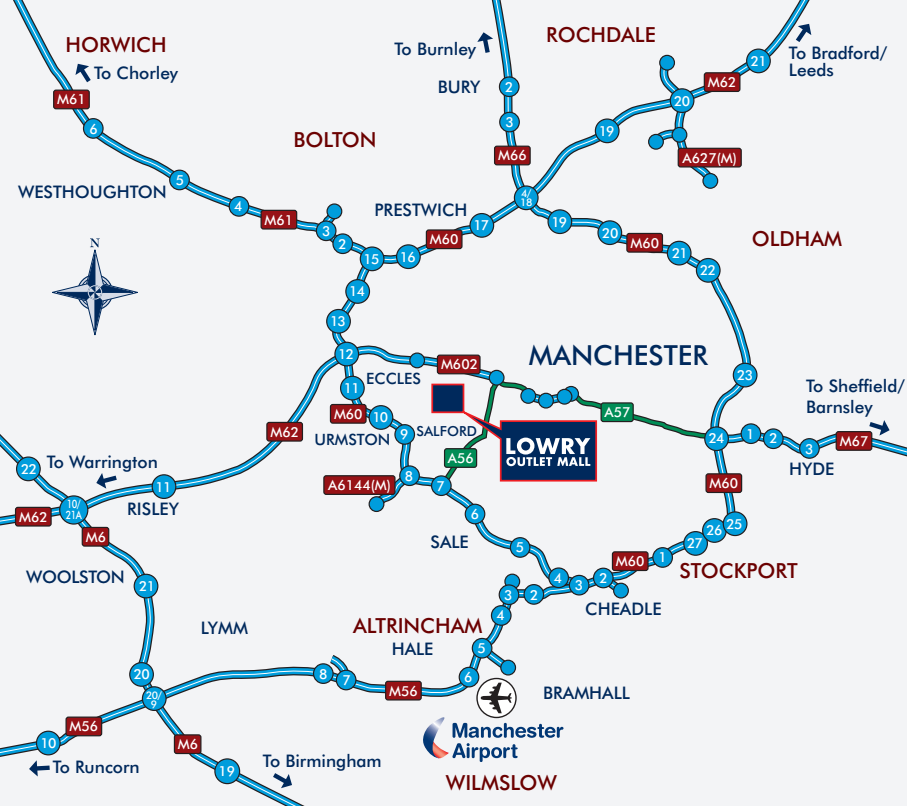 HORWICH
To Chorley
M61
6
BOLTON
5
WESTHOUGHTON
4
M61
3
2
15
16
M60
PRESTWICH
17
To Burnley
BURY
2
3
M66
4/
18
ROCHDALE
To Bradford/
Leeds
21
M62
20
19
A627(M)
19
20
M60
21
22
OLDHAM
N
14
13
12
ECCLES
M602
MANCHESTER
23
11
M60
10
URMSTON
9
SALFORD
LOWRY
OUTLET MALL
A56
A57
To Sheffield/
Barnsley
24
1
2
3
M67
HYDE
M62
22
To Warrington
11
RISLEY
10/
21A
M62
M6
A6144(M)
8
7
6
SALE
5
M60
25
26
27
1
M60
STOCKPORT
4
3
2
CHEADLE
WOOLSTON
21
LYMM
ALTRINCHAM
HALE
3
2
4
5
6
20
20/
9
8
7
M56
BRAMHALL
Manchester
Airport
WILMSLOW
M56
10
To Runcorn
M6
19
To Birmingham